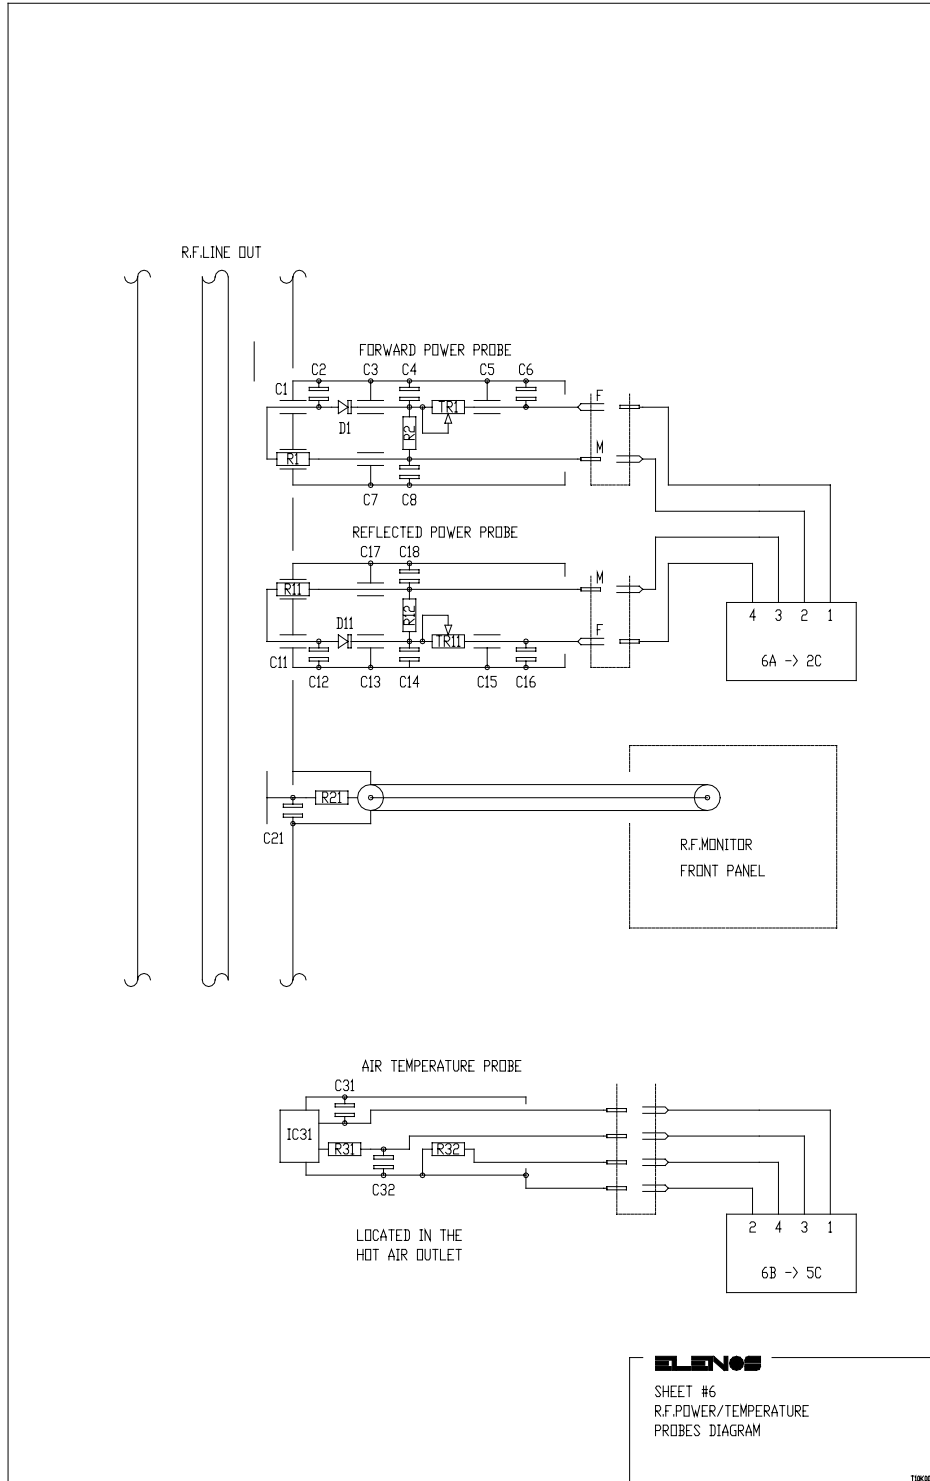 R.F.LINE OUT
FORWARD POWER PROBE
C1 C2 C3 C4 C5 C6
D1 TR1 F
R2
R1 M
C7 C8
REFLECTED POWER PROBE
C17 C18
R11 M
R12
D11 TR11 F
C11 C12 C13 C14 C15 C16
4 3 2 1
6A -> 2C
R21
C21
R.F.MONITOR
FRONT PANEL
AIR TEMPERATURE PROBE
C31
IC31
R31 R32
C32
LOCATED IN THE
HOT AIR OUTLET
2 4 3 1
6B -> 5C
ELENOS
SHEET #6
R.F.POWER/TEMPERATURE
PROBES DIAGRAM